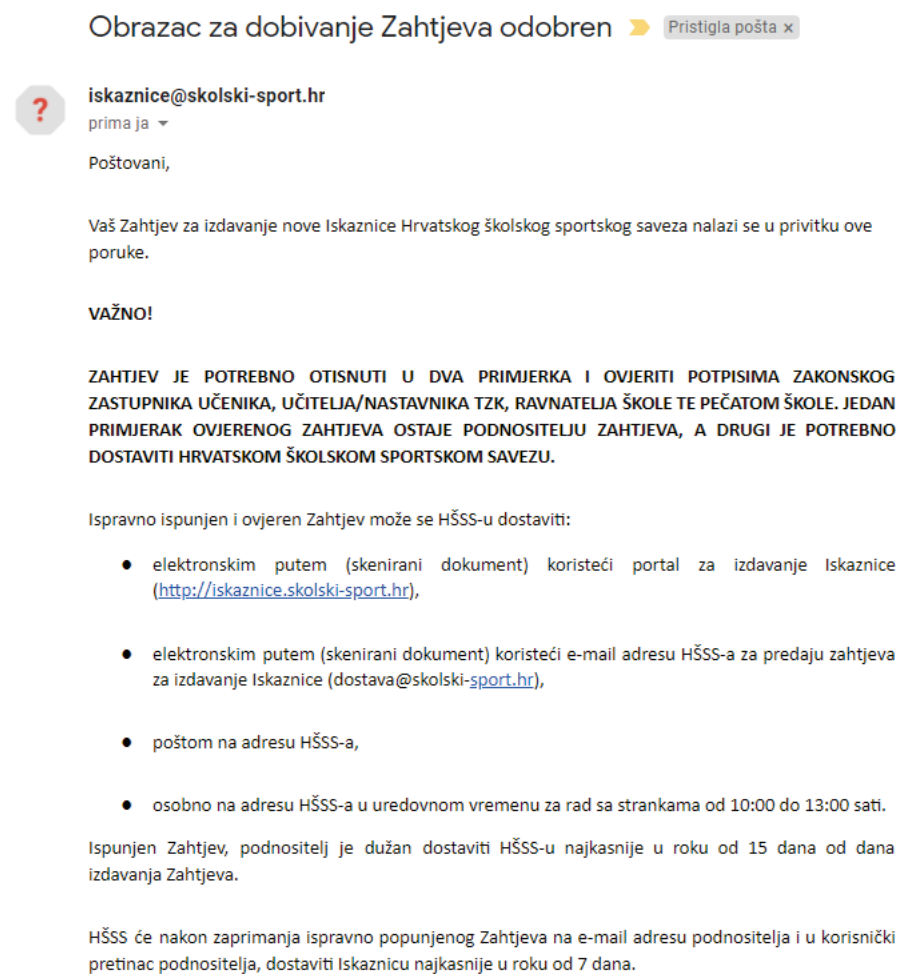 Obrazac za dobivanje Zahtjeva odobren Pristigla pošta x
iskaznice@skolski-sport.hr
?
prima ja
Poštovani,
Vaš Zahtjev za izdavanje nove Iskaznice Hrvatskog školskog sportskog saveza nalazi se u privitku ove
poruke.
VAŽNO!
ZAHTJEV JE POTREBNO OTISNUTI U DVA PRIMJERKA I OVJERITI POTPISIMA ZAKONSKOG
ZASTUPNIKA UČENIKA, UČITELJA/NASTAVNIKA TZK, RAVNATELJA ŠKOLE TE PEČATOM ŠKOLE. JEDAN
PRIMJERAK OVJERENOG ZAHTJEVA OSTAJE PODNOSITELJU ZAHTJEVA, A DRUGI JE POTREBNO
DOSTAVITI HRVATSKOM ŠKOLSKOM SPORTSKOM SAVEZU.
Ispravno ispunjen i ovjeren Zahtjev može se HŠSS-u dostaviti:
● elektronskim putem (skenirani dokument) koristeći portal za izdavanje Iskaznice
(http://iskaznice.skolski-sport.hr),
● elektronskim putem (skenirani dokument) koristeći e-mail adresu HŠSS-a za predaju zahtjeva
za izdavanje Iskaznice (dostava@skolski-sport.hr),
● poštom na adresu HŠSS-a,
● osobno na adresu HŠSS-a u uredovnom vremenu za rad sa strankama od 10:00 do 13:00 sati.
Ispunjen Zahtjev, podnositelj je dužan dostaviti HŠSS-u najkasnije u roku od 15 dana od dana
izdavanja Zahtjeva.
HŠSS će nakon zaprimanja ispravno popunjenog Zahtjeva na e-mail adresu podnositelja i u korisnički
pretinac podnositelja, dostaviti Iskaznicu najkasnije u roku od 7 dana.